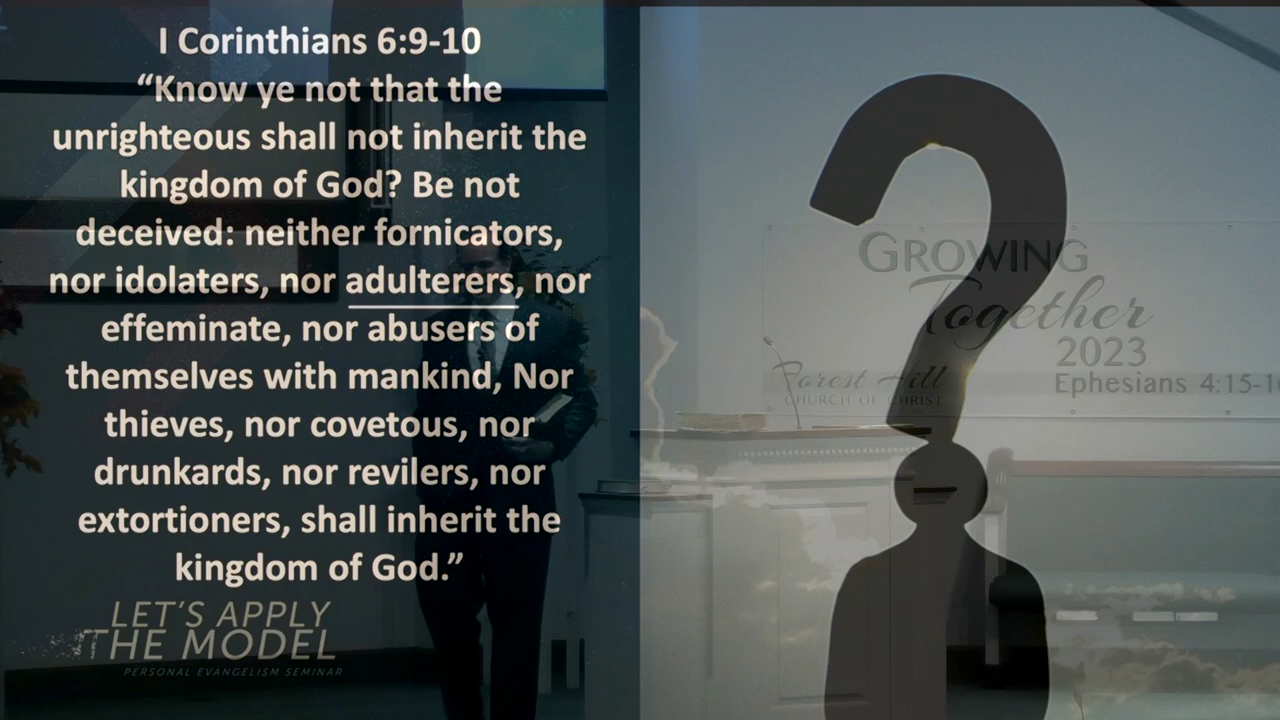 I Corinthians 6:9-10
“Know ye not that the
unrighteous shall not inherit the
kingdom of God? Be not
deceived: neither fornicators,
nor idolaters, nor adulterers, nor
effeminate, nor abusers of
themselves with mankind, Nor
thieves, nor covetous, nor
drunkards, nor revilers, nor
extortioners, shall inherit the
kingdom of God.”
LET'S APPLY
THE MODEL
PERSONAL EVANGELISM SEMINAR
GROWING
Together
2023
Ephesians 4:15-1
Forest Hill
CHURCH OF CHRIST